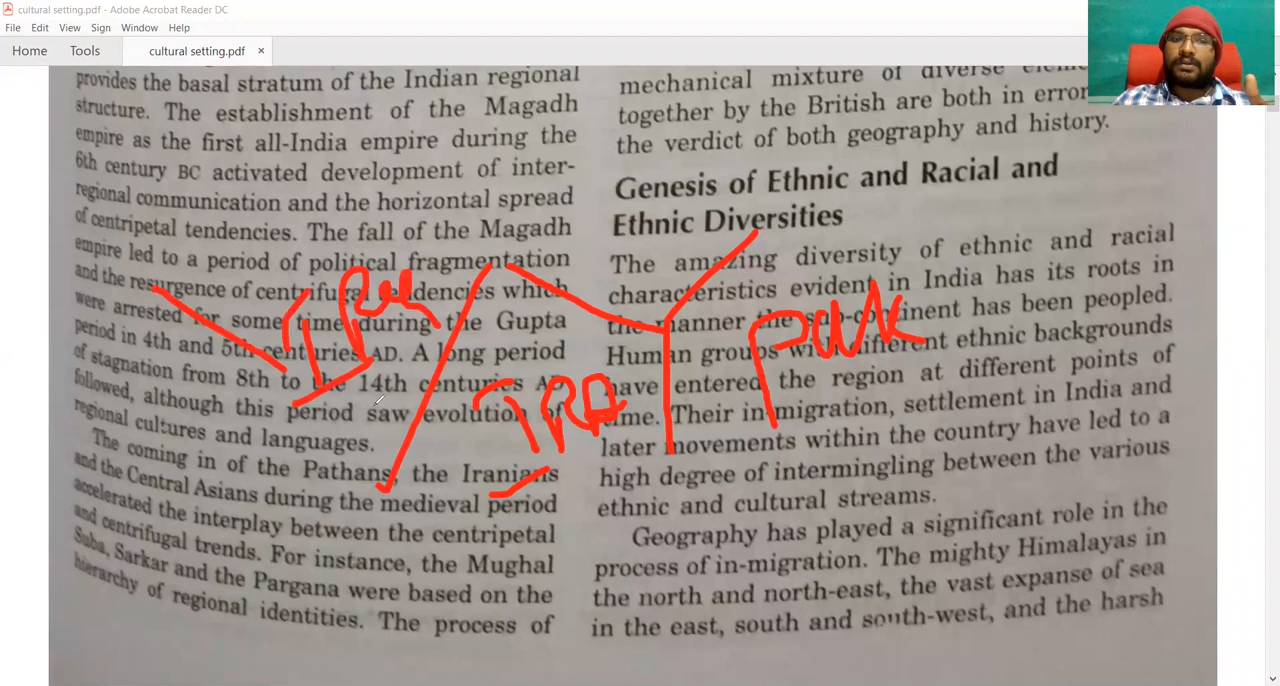 cultural setting.pdf - Adobe Acrobat Reader DC
File Edit View Sign Window Help
Home Tools cultural setting.pdf ×
provides the basal stratum of the Indian regional
structure. The establishment of the Magadh
empire as the first all-India empire during the
6th century BC activated development of inter-
regional communication and the horizontal spread
of centripetal tendencies. The fall of the Magadh
empire led to a period of political fragmentation
and the resurgence of centrifugal tendencies which
were arrested for some time during the Gupta
period in 4th and 5th centuries AD. A long period
of stagnation from 8th to the 14th centuries AD
followed, although this period saw evolution of
regional cultures and languages.
The coming in of the Pathans, the Iranians
and the Central Asians during the medieval period
accelerated the interplay between the centripetal
and centrifugal trends. For instance, the Mughal
Suba, Sarkar and the Pargana were based on the
hierarchy of regional identities. The process of
mechanical mixture of diverse
together by the British are both in error
the verdict of both geography and history.
Genesis of Ethnic and Racial and
Ethnic Diversities
The amazing diversity of ethnic and racial
characteristics evident in India has its roots in
the manner the sub-continent has been peopled.
Human groups with different ethnic backgrounds
have entered the region at different points of
time. Their in-migration, settlement in India and
later movements within the country have led to a
high degree of intermingling between the various
ethnic and cultural streams.
Geography has played a significant role in the
process of in-migration. The mighty Himalayas in
the north and north-east, the vast expanse of sea
in the east, south and south-west, and the harsh
Pak